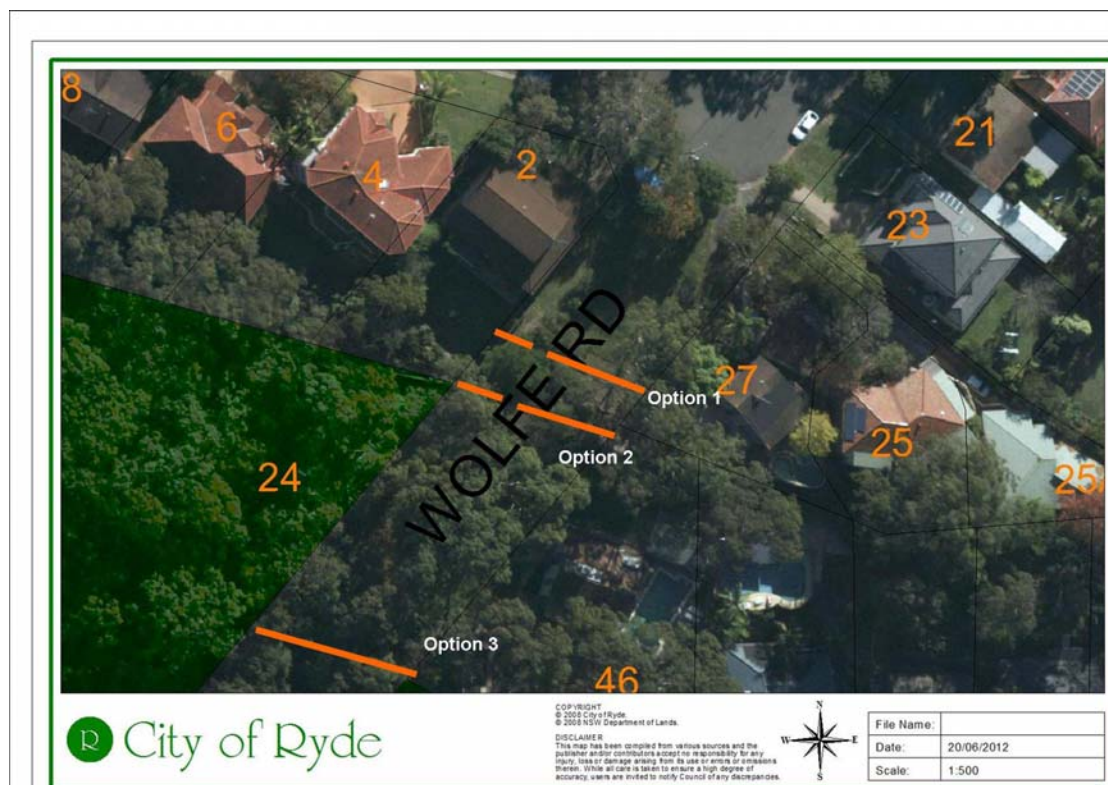 8
6
4
2
21
23
WOLFE RD
27
Option 1
25
Option 2
24
25
Option 3
46
R City of Ryde
COPYRIGHT
© 2008 City of Ryde,
© 2008 NSW Department of Lands.
DISCLAIMER
This map has been compiled from various sources and the
publisher and/or contributors accept no responsibility for any
injury, loss or damage arising from its use or errors or omissions
therein. While all care is taken to ensure a high degree of
accuracy, users are invited to notify Council of any discrepancies.
N
W E
S
File Name:
Date: 20/06/2012
Scale: 1:500